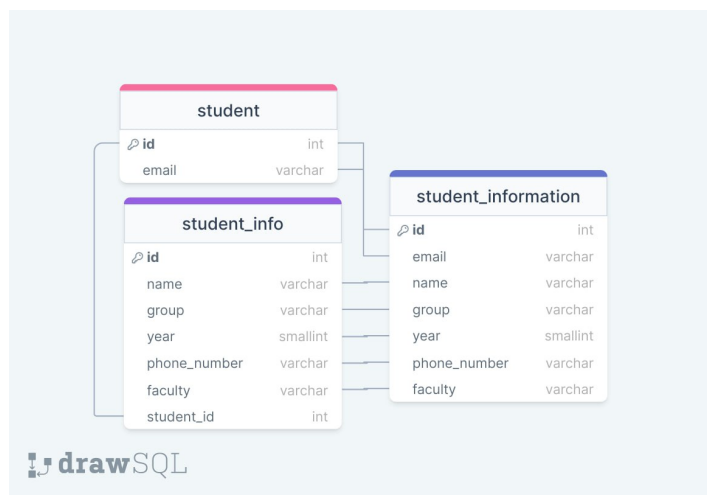 student
id int
email varchar
student_info
id int
name varchar
group varchar
year smallint
phone_number varchar
faculty varchar
student_id int
student_information
id int
email varchar
name varchar
group varchar
year smallint
phone_number varchar
faculty varchar
drawSQL